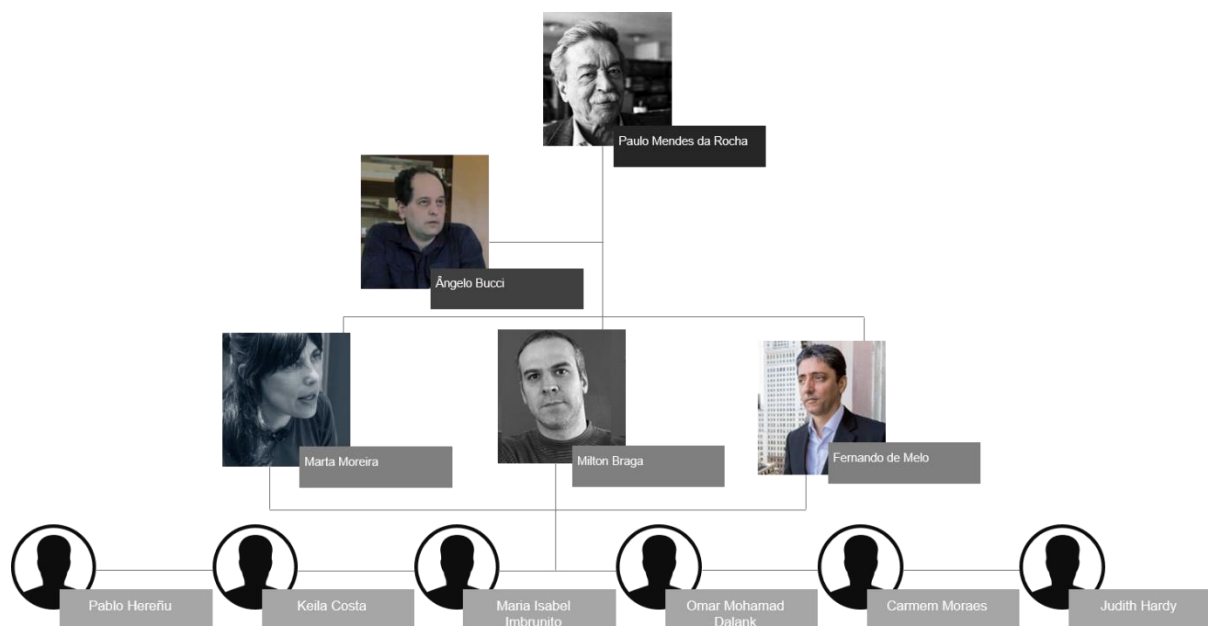 Paulo Mendes da Rocha
Ângelo Bucci
Marta Moreira
Milton Braga
Fernando de Melo
Pablo Hereñu
Keila Costa
Maria Isabel
Imbrunito
Omar Mohamad
Dalank
Carmem Moraes
Judith Hardy